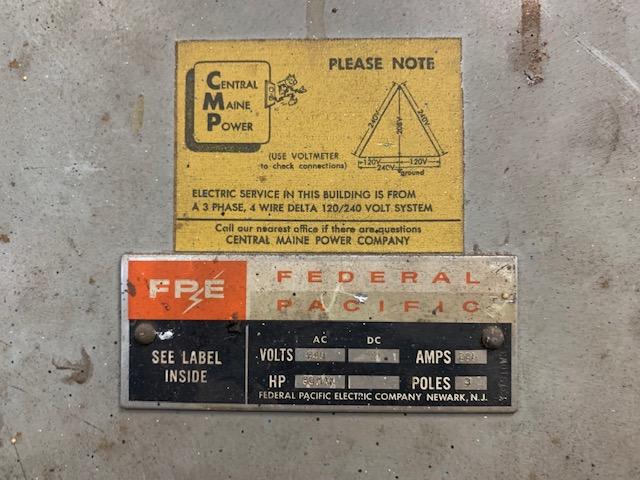 PLEASE NOTE
CENTRAL
MAINE
POWER
240V
208V
240V
120V
120V
240V
ground
(USE VOLTMETER
to check connections)
ELECTRIC SERVICE IN THIS BUILDING IS FROM
A 3 PHASE, 4 WIRE DELTA 120/240 VOLT SYSTEM
Call our nearest office if there are questions
CENTRAL MAINE POWER COMPANY
FPE
FEDERAL
PACIFIC
SEE LABEL
INSIDE
AC DC
VOLTS AMPS
HP POLES 3
FEDERAL PACIFIC ELECTRIC COMPANY NEWARK, N.J.